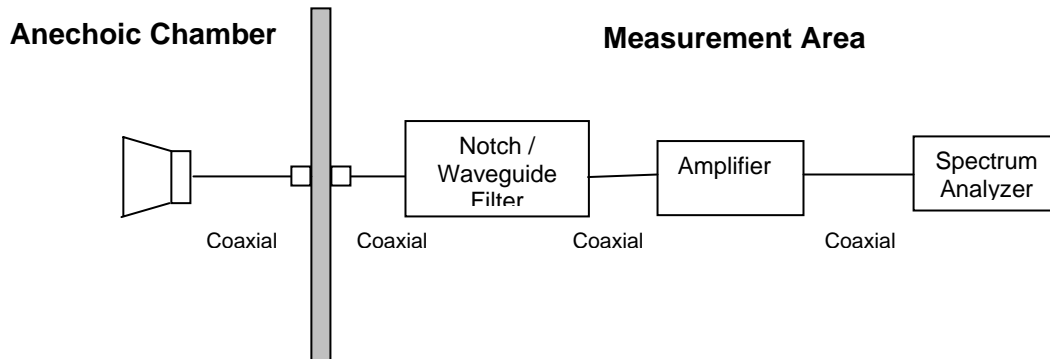 Anechoic Chamber
Measurement Area
Notch /
Waveguide
Filter
Amplifier
Spectrum
Analyzer
Coaxial
Coaxial
Coaxial
Coaxial